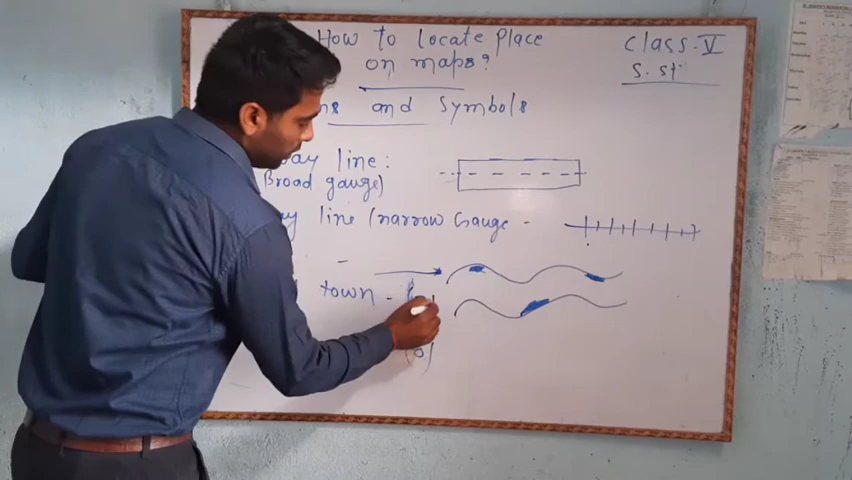 How To Locate Place
on maps?
Class. V
S. st
and Symbols
line:
Broad gauge)
line (narrow Gauge -
town -